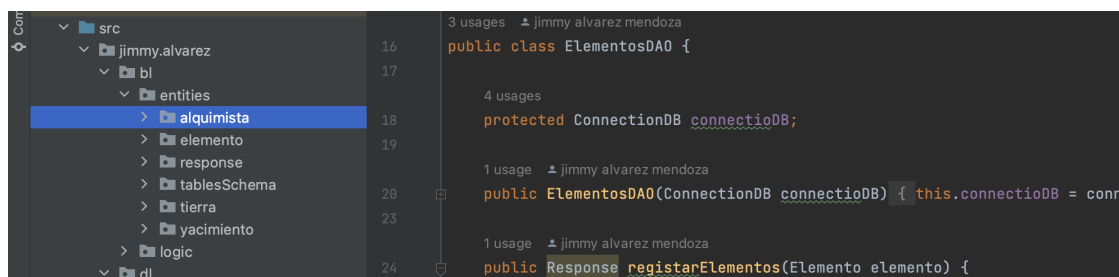 Com
src
jimmy.alvarez
bl
entities
alquimista
elemento
response
tablesSchema
tierra
yacimiento
logic
dl
3 usages jimmy alvarez mendoza
16 public class ElementosDAO {
17
4 usages
18 protected ConnectionDB connectioDB;
19
1 usage jimmy alvarez mendoza
20 public ElementosDAO(ConnectionDB connectioDB) { this.connectioDB = conn
23
1 usage jimmy alvarez mendoza
24 public Response registarElementos(Elemento elemento) {